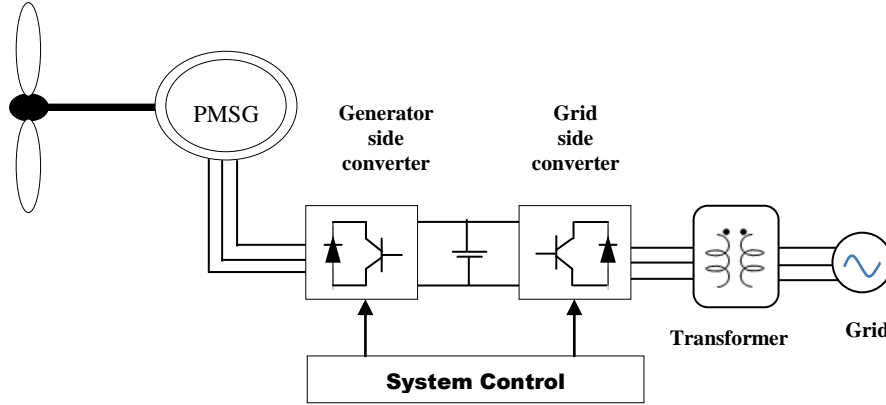 PMSG
Generator
side
converter
Grid
side
converter
Transformer
Grid
System Control